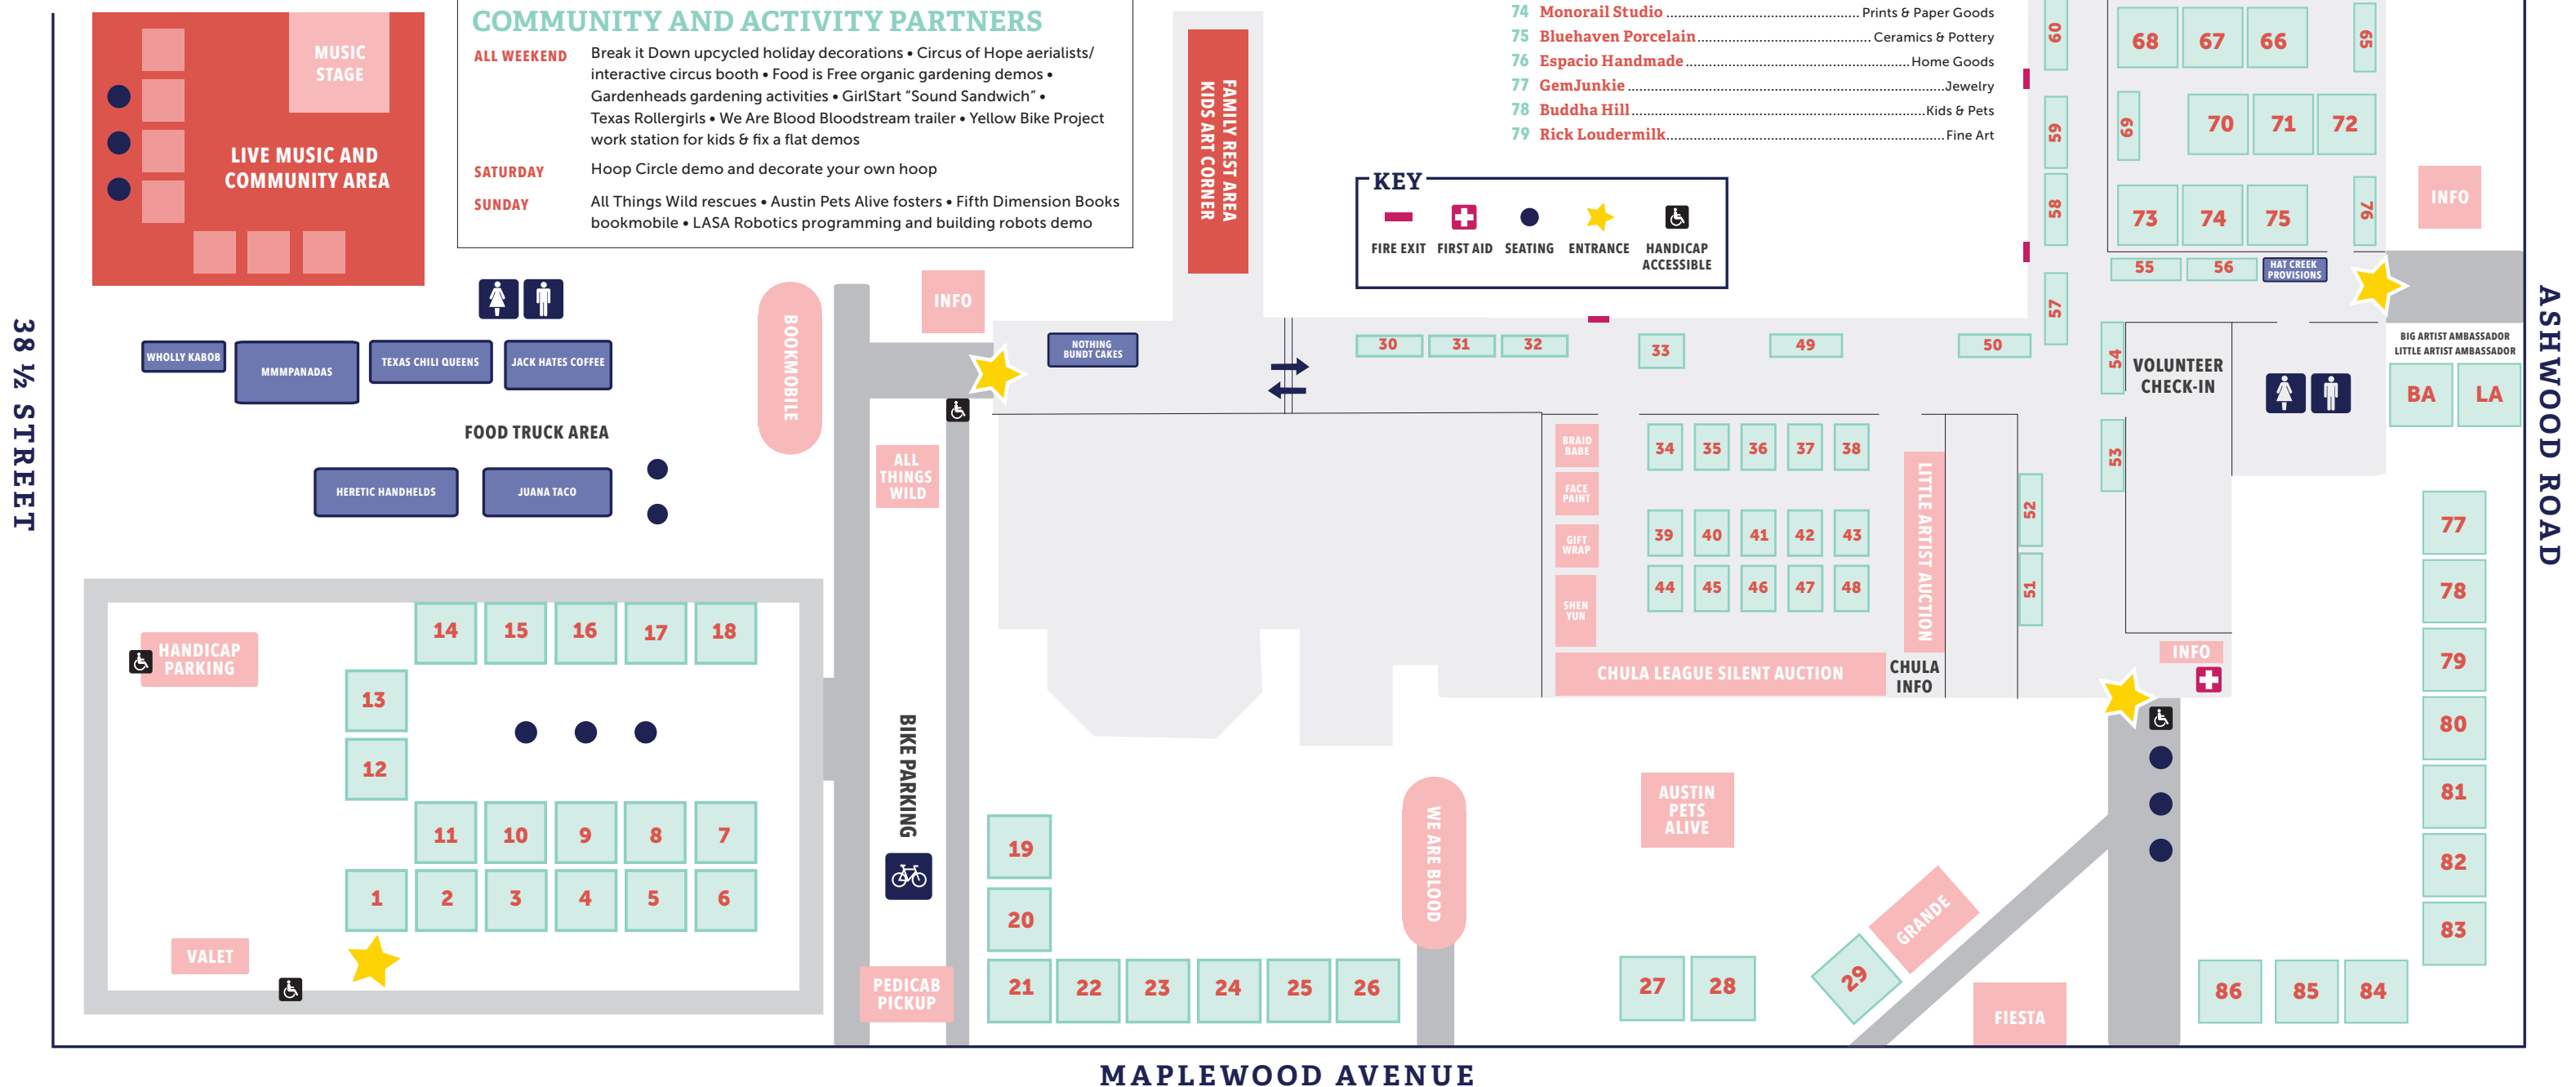 COMMUNITY AND ACTIVITY PARTNERS
ALL WEEKEND
Break it Down upcycled holiday decorations • Circus of Hope aerialists/
interactive circus booth • Food is Free organic gardening demos •
Gardenheads gardening activities • GirlStart “Sound Sandwich” •
Texas Rollergirls • We Are Blood Bloodstream trailer • Yellow Bike Project
work station for kids & fix a flat demos
SATURDAY
Hoop Circle demo and decorate your own hoop
SUNDAY
All Things Wild rescues • Austin Pets Alive fosters • Fifth Dimension Books
bookmobile • LASA Robotics programming and building robots demo
74 Monorail Studio Prints & Paper Goods
75 Bluehaven Porcelain Ceramics & Pottery
76 Espacio Handmade Home Goods
77 GemJunkie Jewelry
78 Buddha Hill Kids & Pets
79 Rick Loudermilk Fine Art
KEY
FIRE EXIT
FIRST AID
SEATING
ENTRANCE
HANDICAP
ACCESSIBLE
MUSIC
STAGE
LIVE MUSIC AND
COMMUNITY AREA
FAMILY REST AREA
KIDS ART CORNER
38 ½ STREET
WHOLLY KABOB
MMMPANADAS
TEXAS CHILI QUEENS
JACK HATES COFFEE
FOOD TRUCK AREA
HERETIC HANDHELDS
JUANA TACO
BOOKMOBILE
INFO
NOTHING
BUNDT CAKES
ALL
THINGS
WILD
HANDICAP
PARKING
14
15
16
17
18
13
12
11
10
9
8
7
1
2
3
4
5
6
VALET
BIKE PARKING
PEDICAB
PICKUP
19
20
21
22
23
24
25
26
WE ARE BLOOD
30
31
32
33
49
50
BRAID
BABE
FACE
PAINT
GIFT
WRAP
SHEN
YUN
34
35
36
37
38
39
40
41
42
43
44
45
46
47
48
LITTLE ARTIST AUCTION
CHULA LEAGUE SILENT AUCTION
CHULA
INFO
52
51
AUSTIN
PETS
ALIVE
27
28
29
GRANDE
FIESTA
60
59
58
57
54
53
68
67
66
65
69
70
71
72
73
74
75
76
55
56
HAT CREEK
PROVISIONS
INFO
VOLUNTEER
CHECK-IN
BIG ARTIST AMBASSADOR
LITTLE ARTIST AMBASSADOR
BA
LA
INFO
77
78
79
80
81
82
83
86
85
84
ASHWOOD ROAD
MAPLEWOOD AVENUE